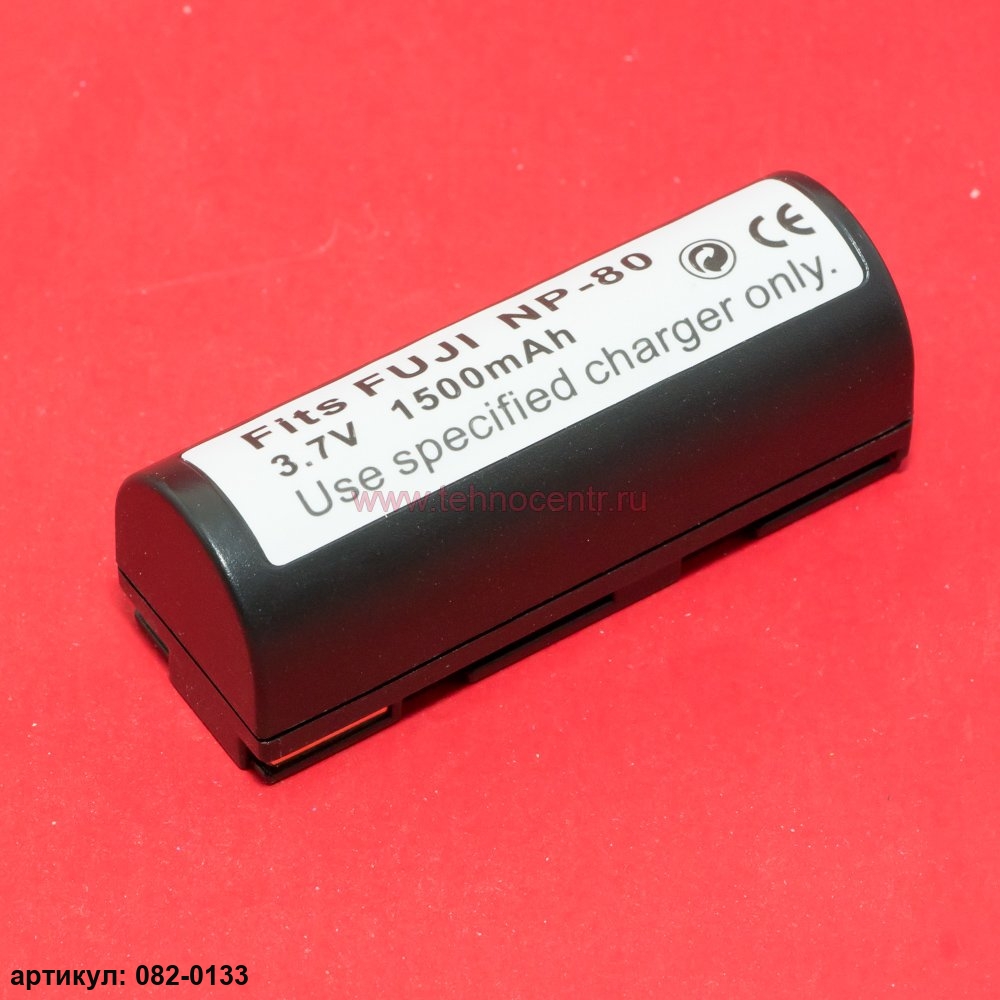 Fits FUJI NP-80
CE
3.7V 1500mAh
Use specified charger only.
www.tehnocentr.ru
артикул: 082-0133